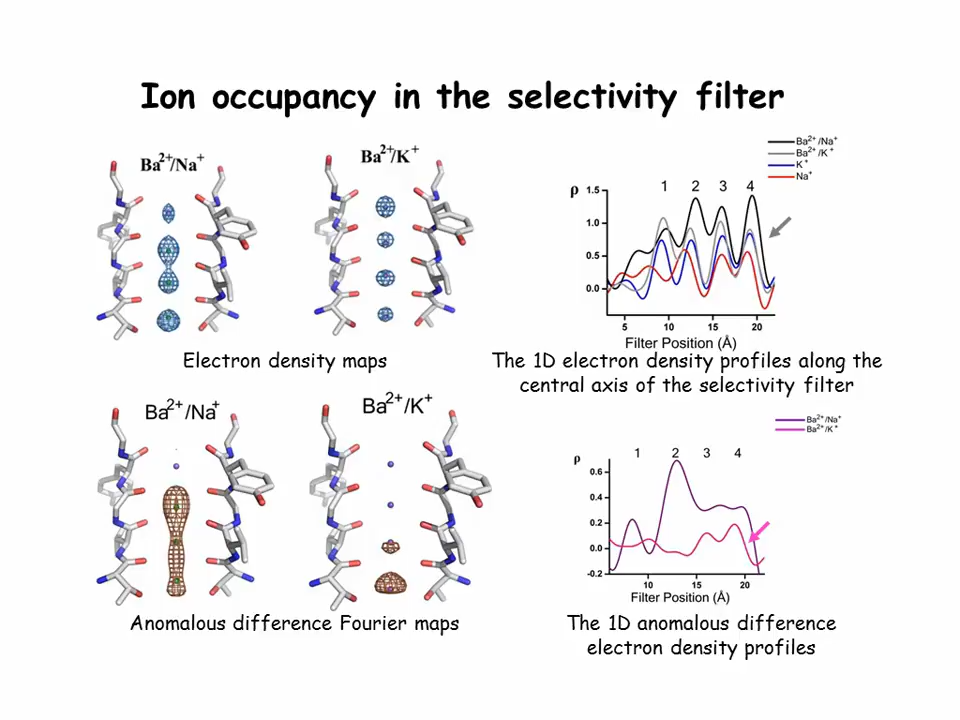 Ion occupancy in the selectivity filter
Ba2+/Na+
Ba2+/K+
Ba2+ /Na+
Ba2+ /K +
K +
Na+
ρ
1 2 3 4
1.5
1.0
0.5
0.0
5 10 15 20
Filter Position (Å)
Electron density maps
The 1D electron density profiles along the
central axis of the selectivity filter
Ba2+/Na+
Ba2+/K+
Ba2+ /Na+
Ba2+ /K +
ρ
1 2 3 4
0.6
0.4
0.2
0.0
-0.2
10 15 20
Filter Position (Å)
Anomalous difference Fourier maps
The 1D anomalous difference
electron density profiles